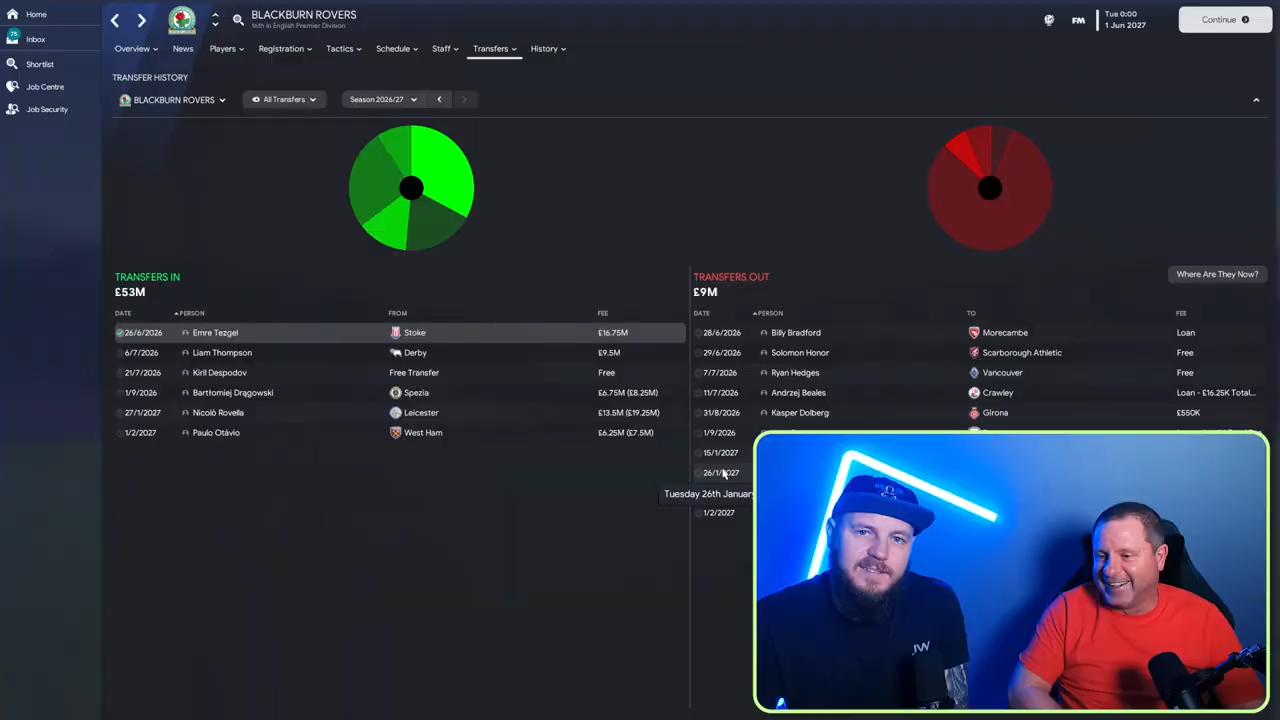 Home
75
Inbox
Shortlist
Job Centre
Job Security
BLACKBURN ROVERS
16th in English Premier Division
FM
Tue 0:00
1 Jun 2027
Continue
Overview
News
Players
Registration
Tactics
Schedule
Staff
Transfers
History
TRANSFER HISTORY
BLACKBURN ROVERS
All Transfers
Season 2026/27
TRANSFERS IN
£53M
DATE PERSON FROM FEE
26/6/2026 Emre Tezgel Stoke £16.75M
6/7/2026 Liam Thompson Derby £9.5M
21/7/2026 Kiril Despodov Free Transfer Free
1/9/2026 Bartłomiej Drągowski Spezia £6.75M (£8.25M)
27/1/2027 Nicolò Rovella Leicester £13.5M (£19.25M)
1/2/2027 Paulo Otávio West Ham £6.25M (£7.5M)
TRANSFERS OUT
£9M
Where Are They Now?
DATE PERSON TO FEE
28/6/2026 Billy Bradford Morecambe Loan
29/6/2026 Solomon Honor Scarborough Athletic Free
7/7/2026 Ryan Hedges Vancouver Free
11/7/2026 Andrzej Beales Crawley Loan - £16.25K Total...
31/8/2026 Kasper Dolberg Girona £550K
1/9/2026
15/1/2027
26/1/2027
Tuesday 26th January
1/2/2027
JW